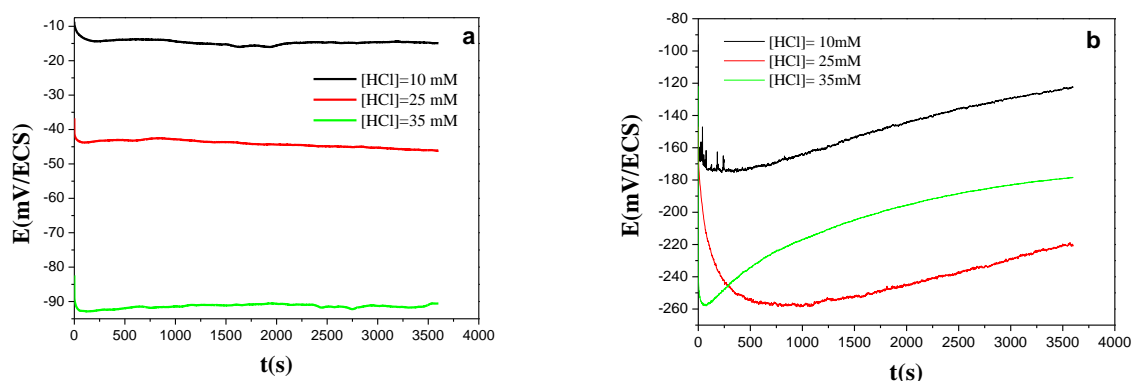 a
[HCl]=10 mM
[HCl]=25 mM
[HCl]=35 mM
E(mV/ECS)
-10
-20
-30
-40
-50
-60
-70
-80
-90
0 500 1000 1500 2000 2500 3000 3500 4000
t(s)
b
[HCl]= 10mM
[HCl]= 25mM
[HCl]= 35mM
E(mV/ECS)
-80
-100
-120
-140
-160
-180
-200
-220
-240
-260
0 500 1000 1500 2000 2500 3000 3500 4000
t(s)